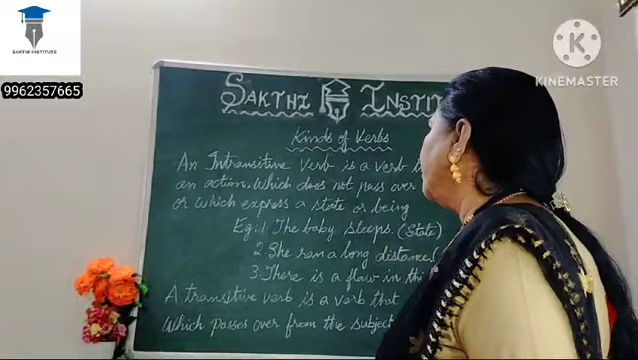 SAKTHI INSTITUTE
9962357665
KINEMASTER
SAKTHI INSTIT
Kinds of Verbs
An Intransitive Verb is a verb t
an action. Which does not pass over
or which express a state or being
Eg: 1. The baby sleeps. (State)
2. She ran a long distance. (
3. There is a flaw in thi
A transitive verb is a verb that
Which passes over from the subject